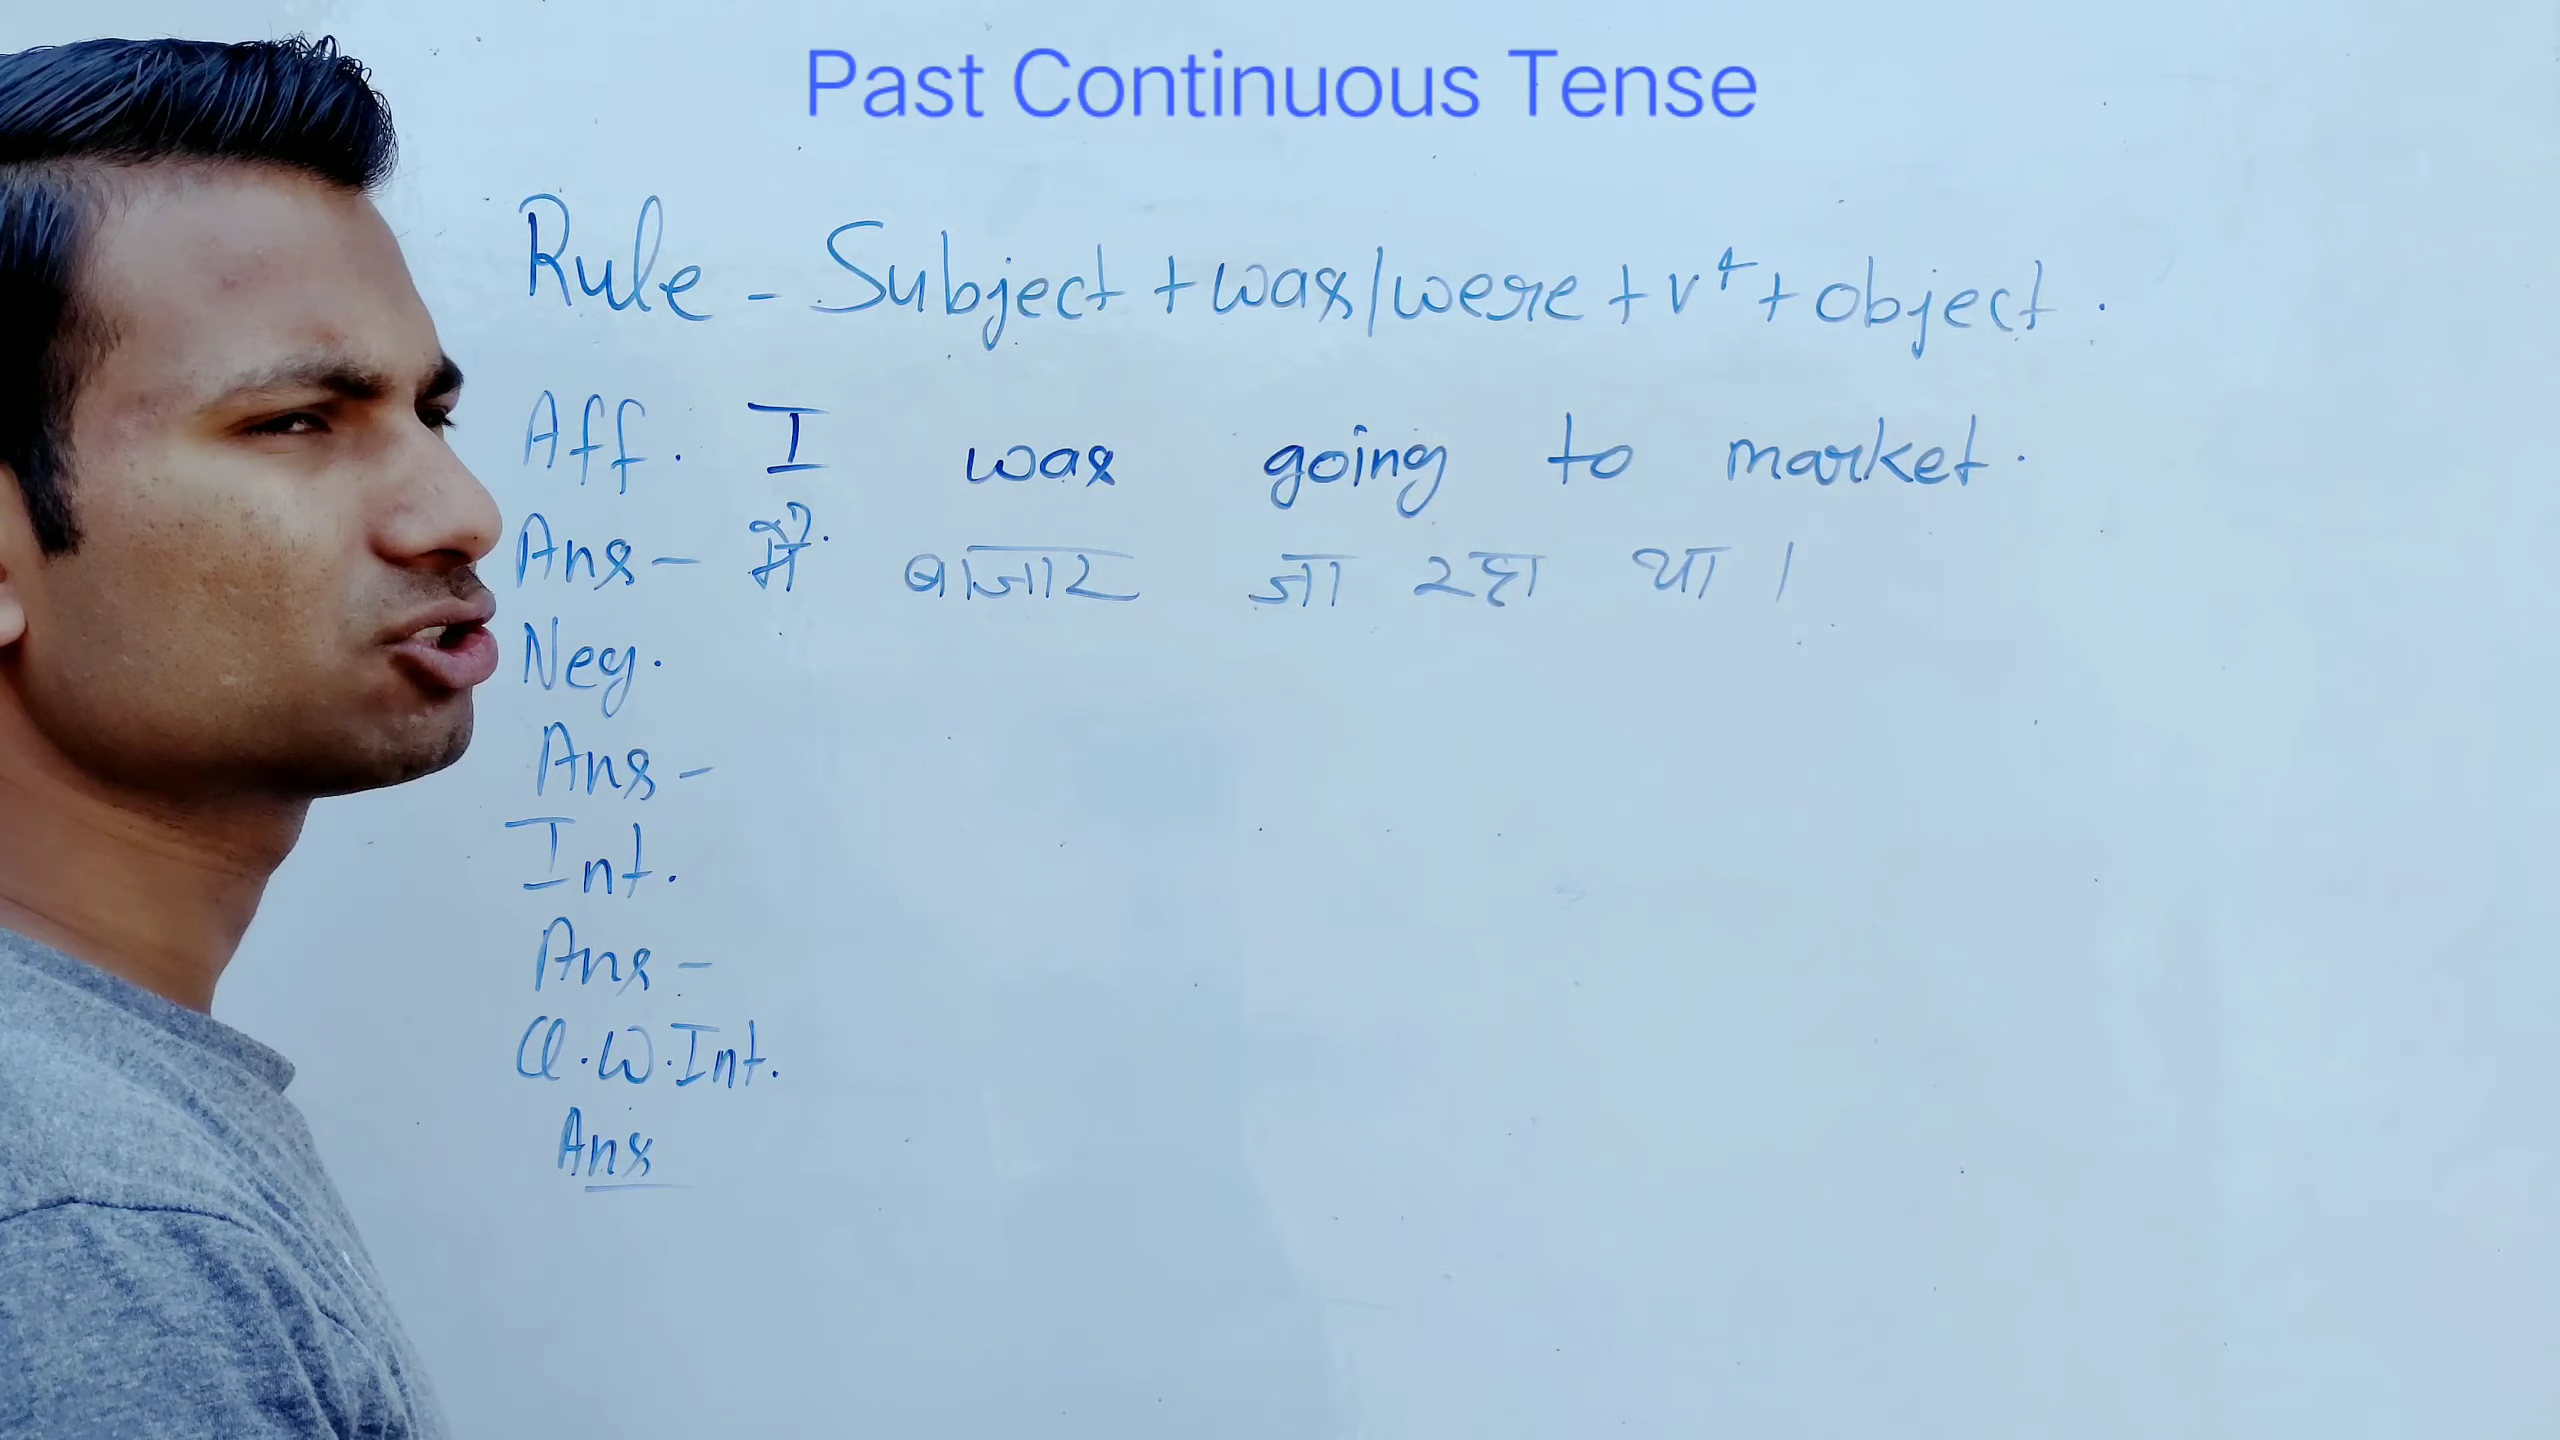 Past Continuous Tense
Rule - Subject + was/were + v⁴ + object.
Aff. I was going to market.
Ans - मैं बाजार जा रहा था।
Neg.
Ans -
Int.
Ans -
Q.W.Int.
Ans